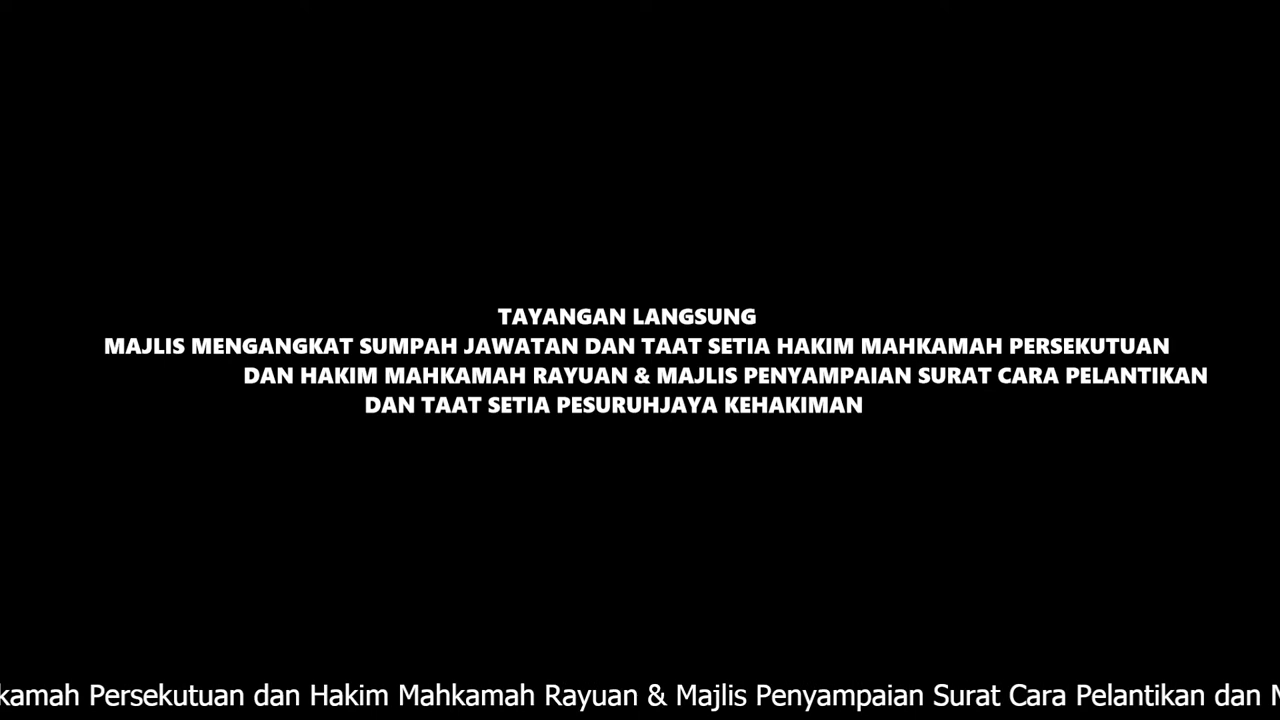 TAYANGAN LANGSUNG
MAJLIS MENGANGKAT SUMPAH JAWATAN DAN TAAT SETIA HAKIM MAHKAMAH PERSEKUTUAN
DAN HAKIM MAHKAMAH RAYUAN & MAJLIS PENYAMPAIAN SURAT CARA PELANTIKAN
DAN TAAT SETIA PESURUHJAYA KEHAKIMAN
kamah Persekutuan dan Hakim Mahkamah Rayuan & Majlis Penyampaian Surat Cara Pelantikan dan